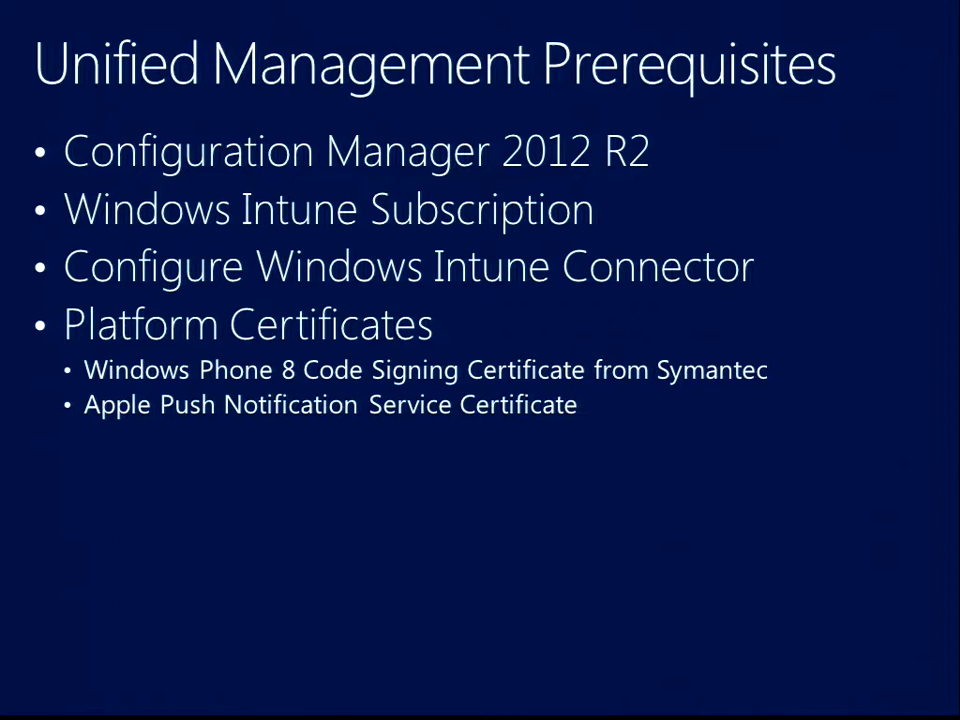 Unified Management Prerequisites
• Configuration Manager 2012 R2
• Windows Intune Subscription
• Configure Windows Intune Connector
• Platform Certificates
• Windows Phone 8 Code Signing Certificate from Symantec
• Apple Push Notification Service Certificate